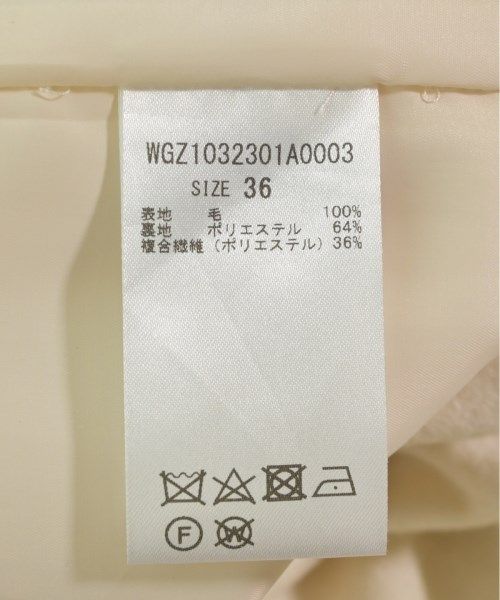 WGZ1032301A0003
SIZE 36
表地 毛 100%
裏地 ポリエステル 64%
複合繊維（ポリエステル）36%
F W